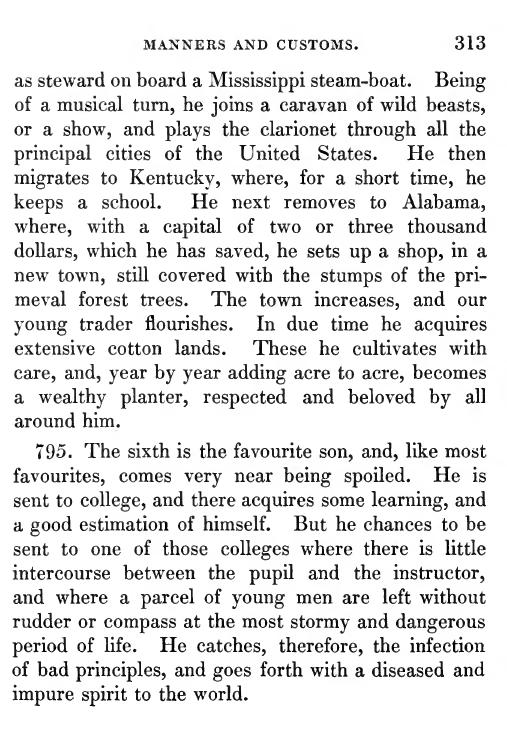 MANNERS AND CUSTOMS. 313
as steward on board a Mississippi steam-boat. Being
of a musical turn, he joins a caravan of wild beasts,
or a show, and plays the clarionet through all the
principal cities of the United States. He then
migrates to Kentucky, where, for a short time, he
keeps a school. He next removes to Alabama,
where, with a capital of two or three thousand
dollars, which he has saved, he sets up a shop, in a
new town, still covered with the stumps of the pri-
meval forest trees. The town increases, and our
young trader flourishes. In due time he acquires
extensive cotton lands. These he cultivates with
care, and, year by year adding acre to acre, becomes
a wealthy planter, respected and beloved by all
around him.
795. The sixth is the favourite son, and, like most
favourites, comes very near being spoiled. He is
sent to college, and there acquires some learning, and
a good estimation of himself. But he chances to be
sent to one of those colleges where there is little
intercourse between the pupil and the instructor,
and where a parcel of young men are left without
rudder or compass at the most stormy and dangerous
period of life. He catches, therefore, the infection
of bad principles, and goes forth with a diseased and
impure spirit to the world.